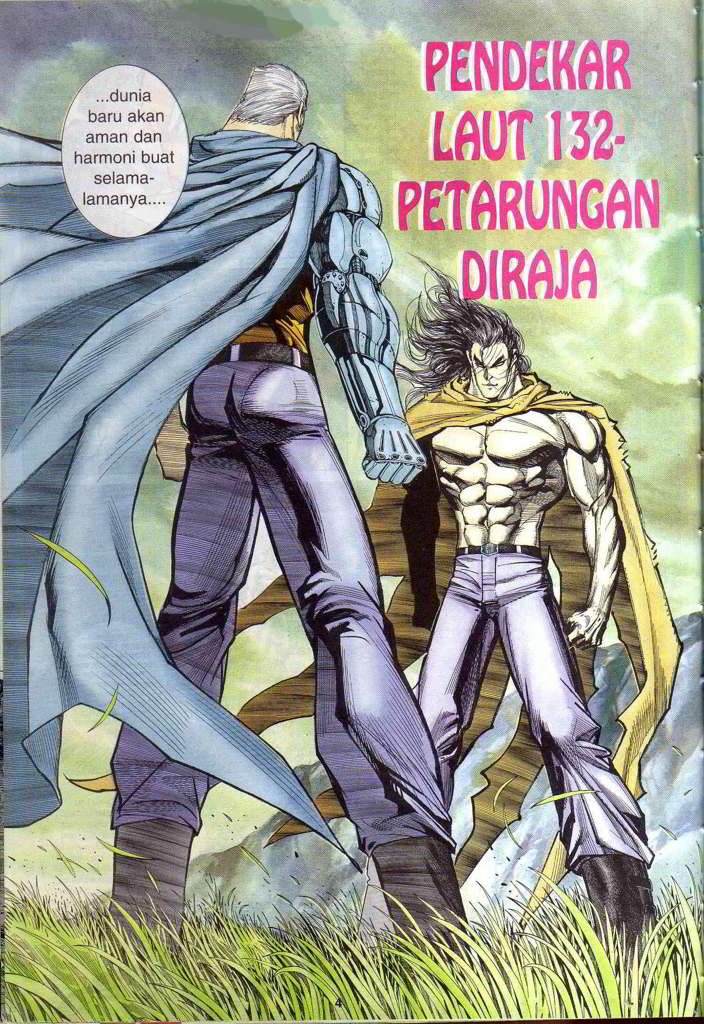 PENDEKAR
LAUT 132-
PETARUNGAN
DIRAJA
...dunia
baru akan
aman dan
harmoni buat
selama-
lamanya....
4